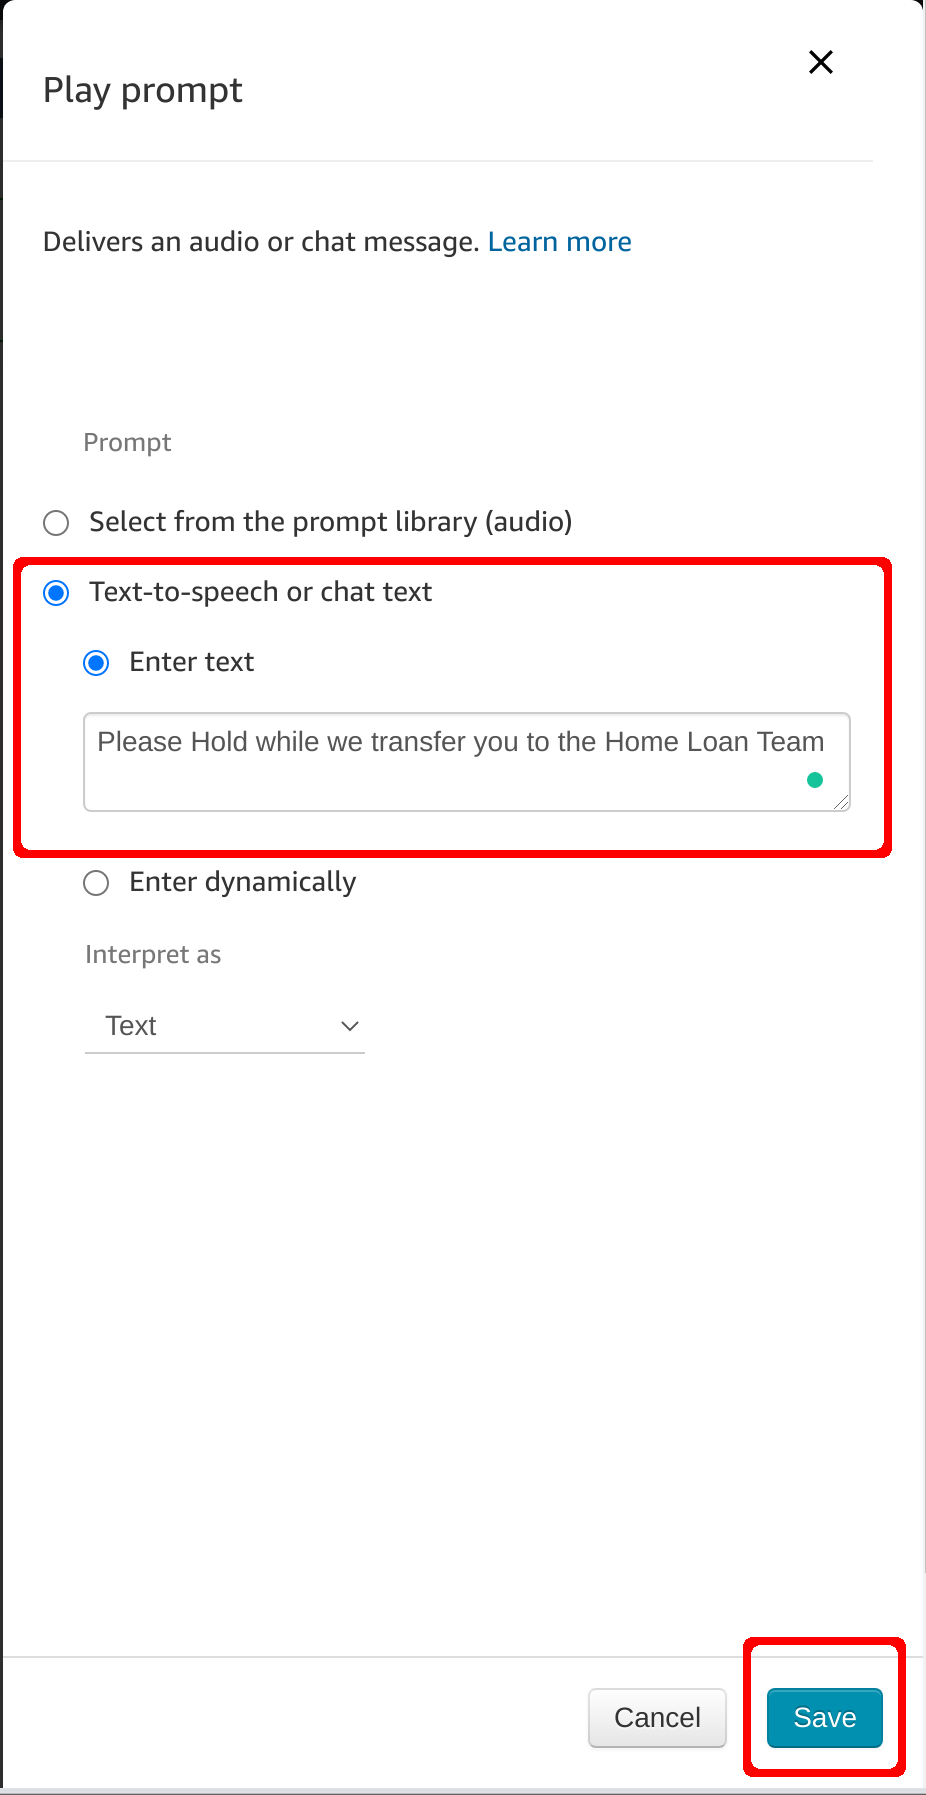 Play prompt
Delivers an audio or chat message. Learn more
Prompt
Select from the prompt library (audio)
Text-to-speech or chat text
Enter text
Please Hold while we transfer you to the Home Loan Team
Enter dynamically
Interpret as
Text
Cancel Save